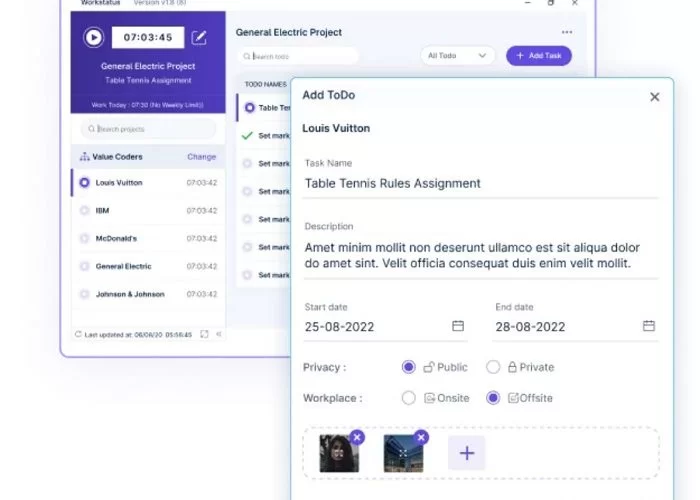 Workstatus Version v1.8 (8)
07:03:45
General Electric Project
Table Tennis Assignment
Work Today : 07:30 (No Weekly Limit))
Search projects
Value Coders Change
Louis Vuitton 07:03:42
IBM 07:03:42
McDonald's 07:03:42
General Electric 07:03:42
Johnson & Johnson 07:03:42
Last updated at: 06/06/20 05:56:45
General Electric Project
Search todo
All Todo
+ Add Task
TODO NAMES
Table Ten
Set mark
Set mark
Set mark
Set mark
Set mark
Set mark
Add ToDo
Louis Vuitton
Task Name
Table Tennis Rules Assignment
Description
Amet minim mollit non deserunt ullamco est sit aliqua dolor
do amet sint. Velit officia consequat duis enim velit mollit.
Start date End date
25-08-2022 28-08-2022
Privacy : Public Private
Workplace : Onsite Offsite